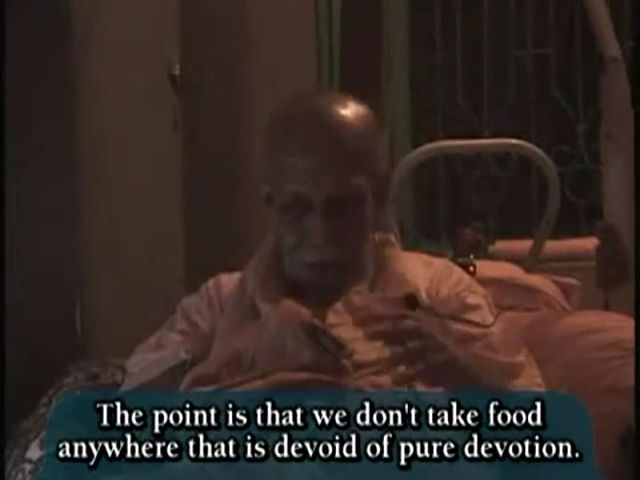 The point is that we don't take food
anywhere that is devoid of pure devotion.